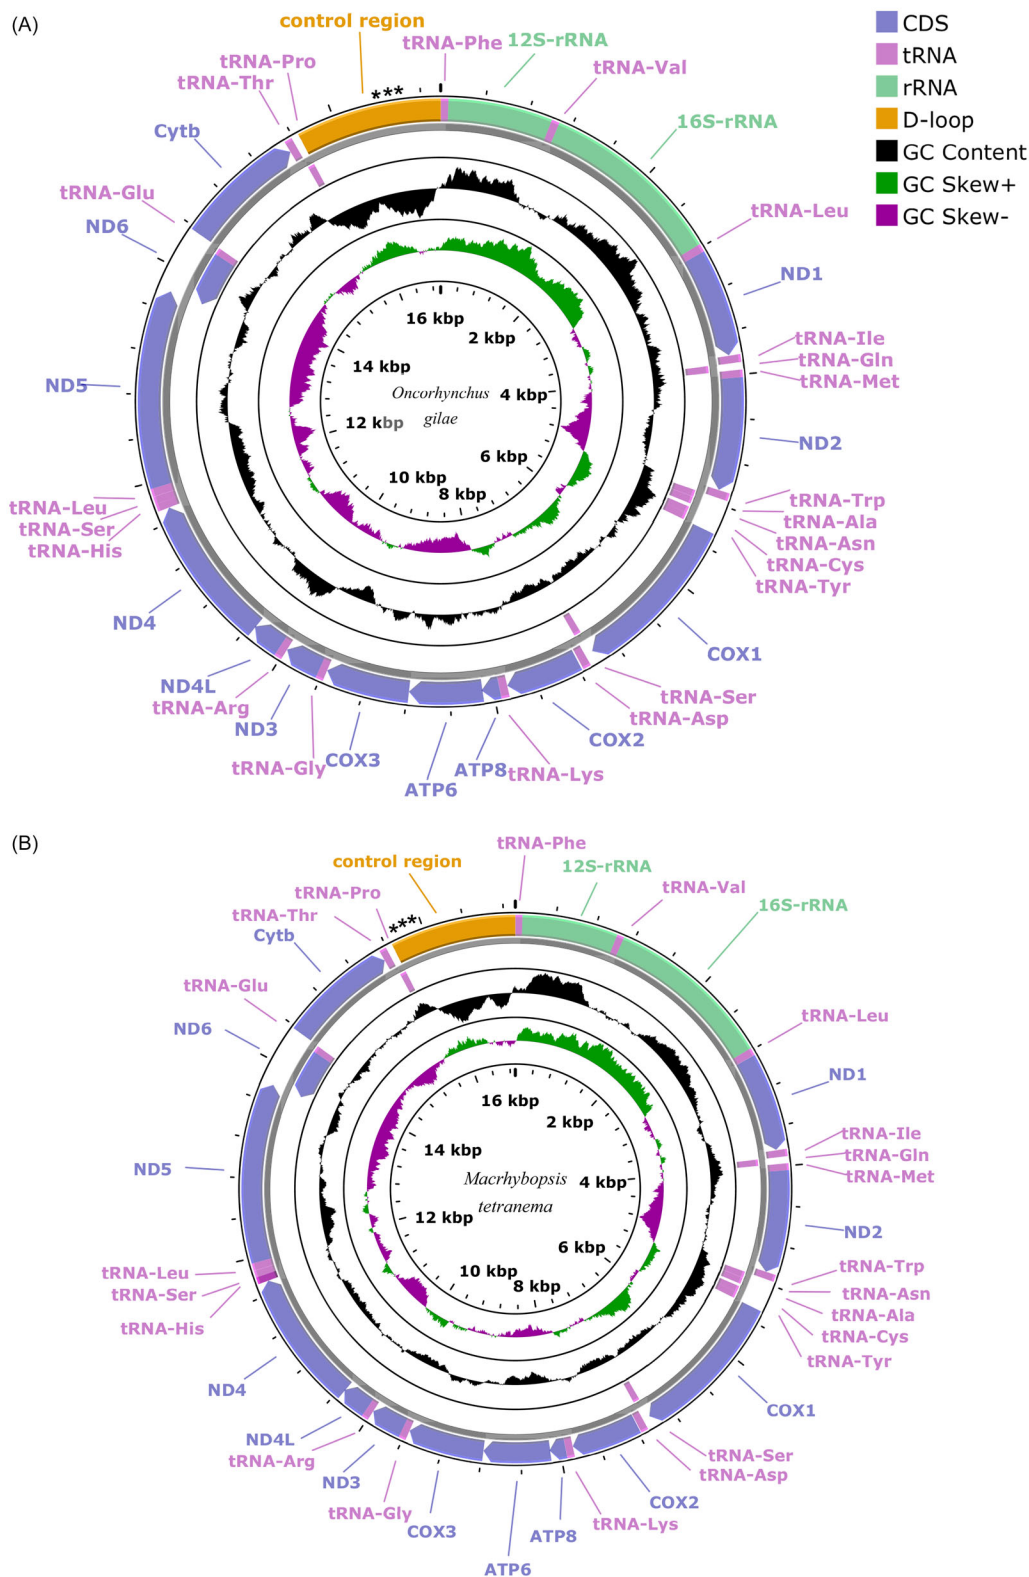 (A)
control region
tRNA-Phe
12S-rRNA
tRNA-Val
16S-rRNA
tRNA-Leu
ND1
tRNA-Ile
tRNA-Gln
tRNA-Met
ND2
tRNA-Trp
tRNA-Ala
tRNA-Asn
tRNA-Cys
tRNA-Tyr
COX1
tRNA-Ser
tRNA-Asp
COX2
tRNA-Lys
ATP8
ATP6
COX3
tRNA-Gly
ND3
tRNA-Arg
ND4L
ND4
tRNA-His
tRNA-Ser
tRNA-Leu
ND5
ND6
tRNA-Glu
Cytb
tRNA-Thr
tRNA-Pro
***
16 kbp
2 kbp
4 kbp
6 kbp
8 kbp
10 kbp
12 kbp
14 kbp
Oncorhynchus
gilae
CDS
tRNA
rRNA
D-loop
GC Content
GC Skew+
GC Skew-
(B)
control region
tRNA-Phe
12S-rRNA
tRNA-Val
16S-rRNA
tRNA-Leu
ND1
tRNA-Ile
tRNA-Gln
tRNA-Met
ND2
tRNA-Trp
tRNA-Asn
tRNA-Ala
tRNA-Cys
tRNA-Tyr
COX1
tRNA-Ser
tRNA-Asp
COX2
tRNA-Lys
ATP8
ATP6
COX3
tRNA-Gly
ND3
tRNA-Arg
ND4L
ND4
tRNA-His
tRNA-Ser
tRNA-Leu
ND5
ND6
tRNA-Glu
Cytb
tRNA-Thr
tRNA-Pro
***
16 kbp
2 kbp
4 kbp
6 kbp
8 kbp
10 kbp
12 kbp
14 kbp
Macrhybopsis
tetranema